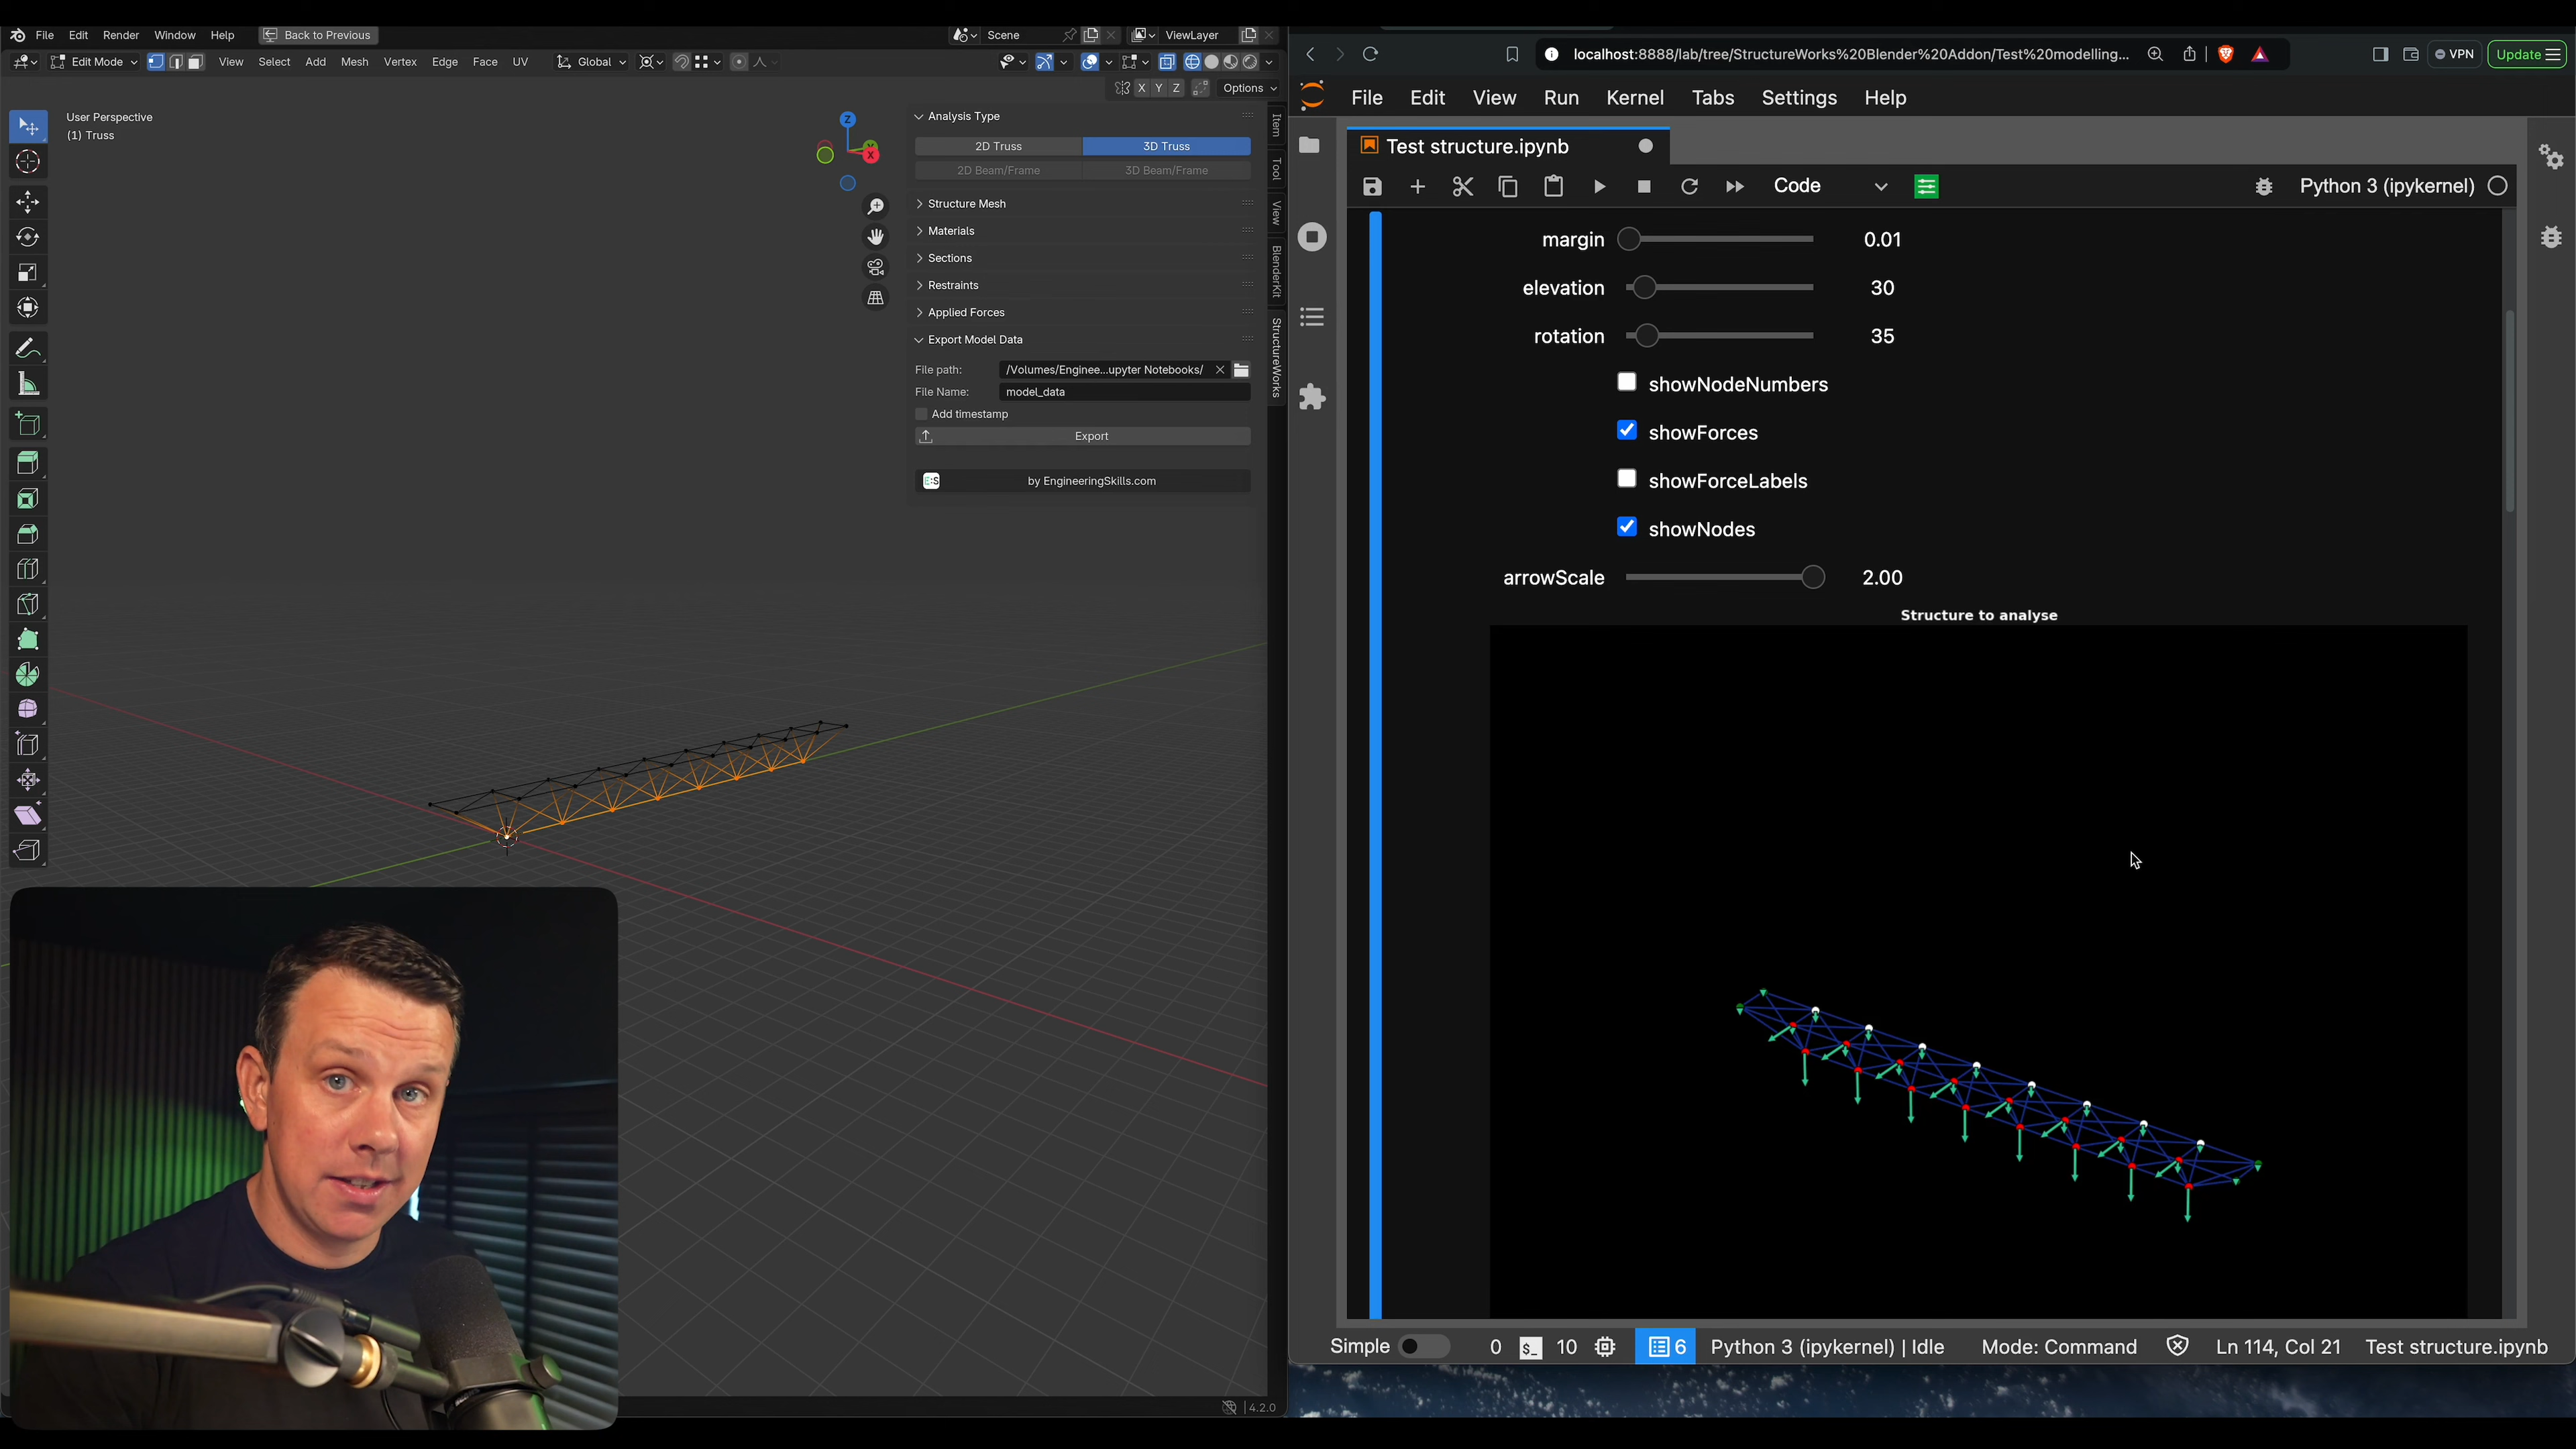 File Edit Render Window Help Back to Previous Scene ViewLayer
Edit Mode View Select Add Mesh Vertex Edge Face UV Global
X Y Z Options
User Perspective
(1) Truss
Z
X
Analysis Type
2D Truss 3D Truss
2D Beam/Frame 3D Beam/Frame
Structure Mesh
Materials
Sections
Restraints
Applied Forces
Export Model Data
File path: /Volumes/Enginee...upyter Notebooks/
File Name: model_data
Add timestamp
Export
E:S by EngineeringSkills.com
Item
Tool
View
BlenderKit
StructureWorks
4.2.0
localhost:8888/lab/tree/StructureWorks%20Blender%20Addon/Test%20modelling... VPN Update
File Edit View Run Kernel Tabs Settings Help
Test structure.ipynb
Code Python 3 (ipykernel)
margin 0.01
elevation 30
rotation 35
showNodeNumbers
showForces
showForceLabels
showNodes
arrowScale 2.00
Structure to analyse
Simple 0 $_ 10 6 Python 3 (ipykernel) | Idle Mode: Command Ln 114, Col 21 Test structure.ipynb